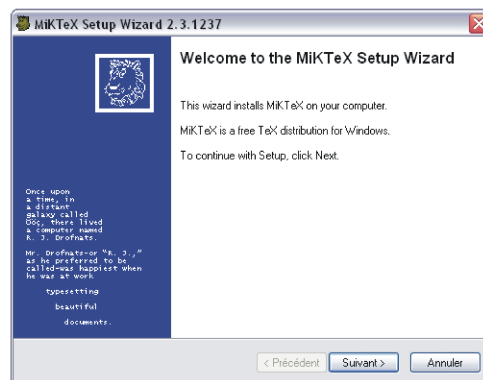 MiKTeX Setup Wizard 2.3.1237
Welcome to the MiKTeX Setup Wizard
This wizard installs MiKTeX on your computer.
MiKTeX is a free TeX distribution for Windows.
To continue with Setup, click Next.
Once upon
a time, in
a distant
galaxy called
Ööç, there lived
a computer named
R. J. Drofnats.
Mr. Drofnats-or "R. J.,"
as he preferred to be
called-was happiest when
he was at work
typesetting
beautiful
documents.
< Précédent
Suivant >
Annuler